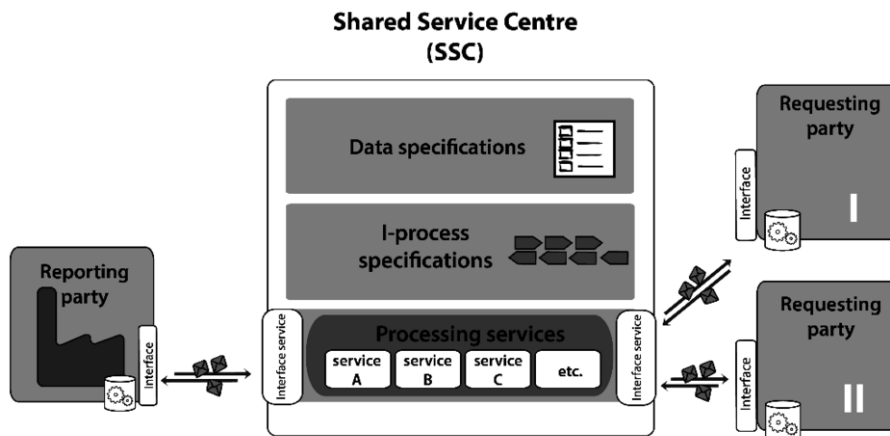 Shared Service Centre
(SSC)
Data specifications
I-process
specifications
Processing services
Interface service
service
A
service
B
service
C
etc.
Interface service
Reporting
party
Interface
Requesting
party
I
Interface
Requesting
party
II
Interface